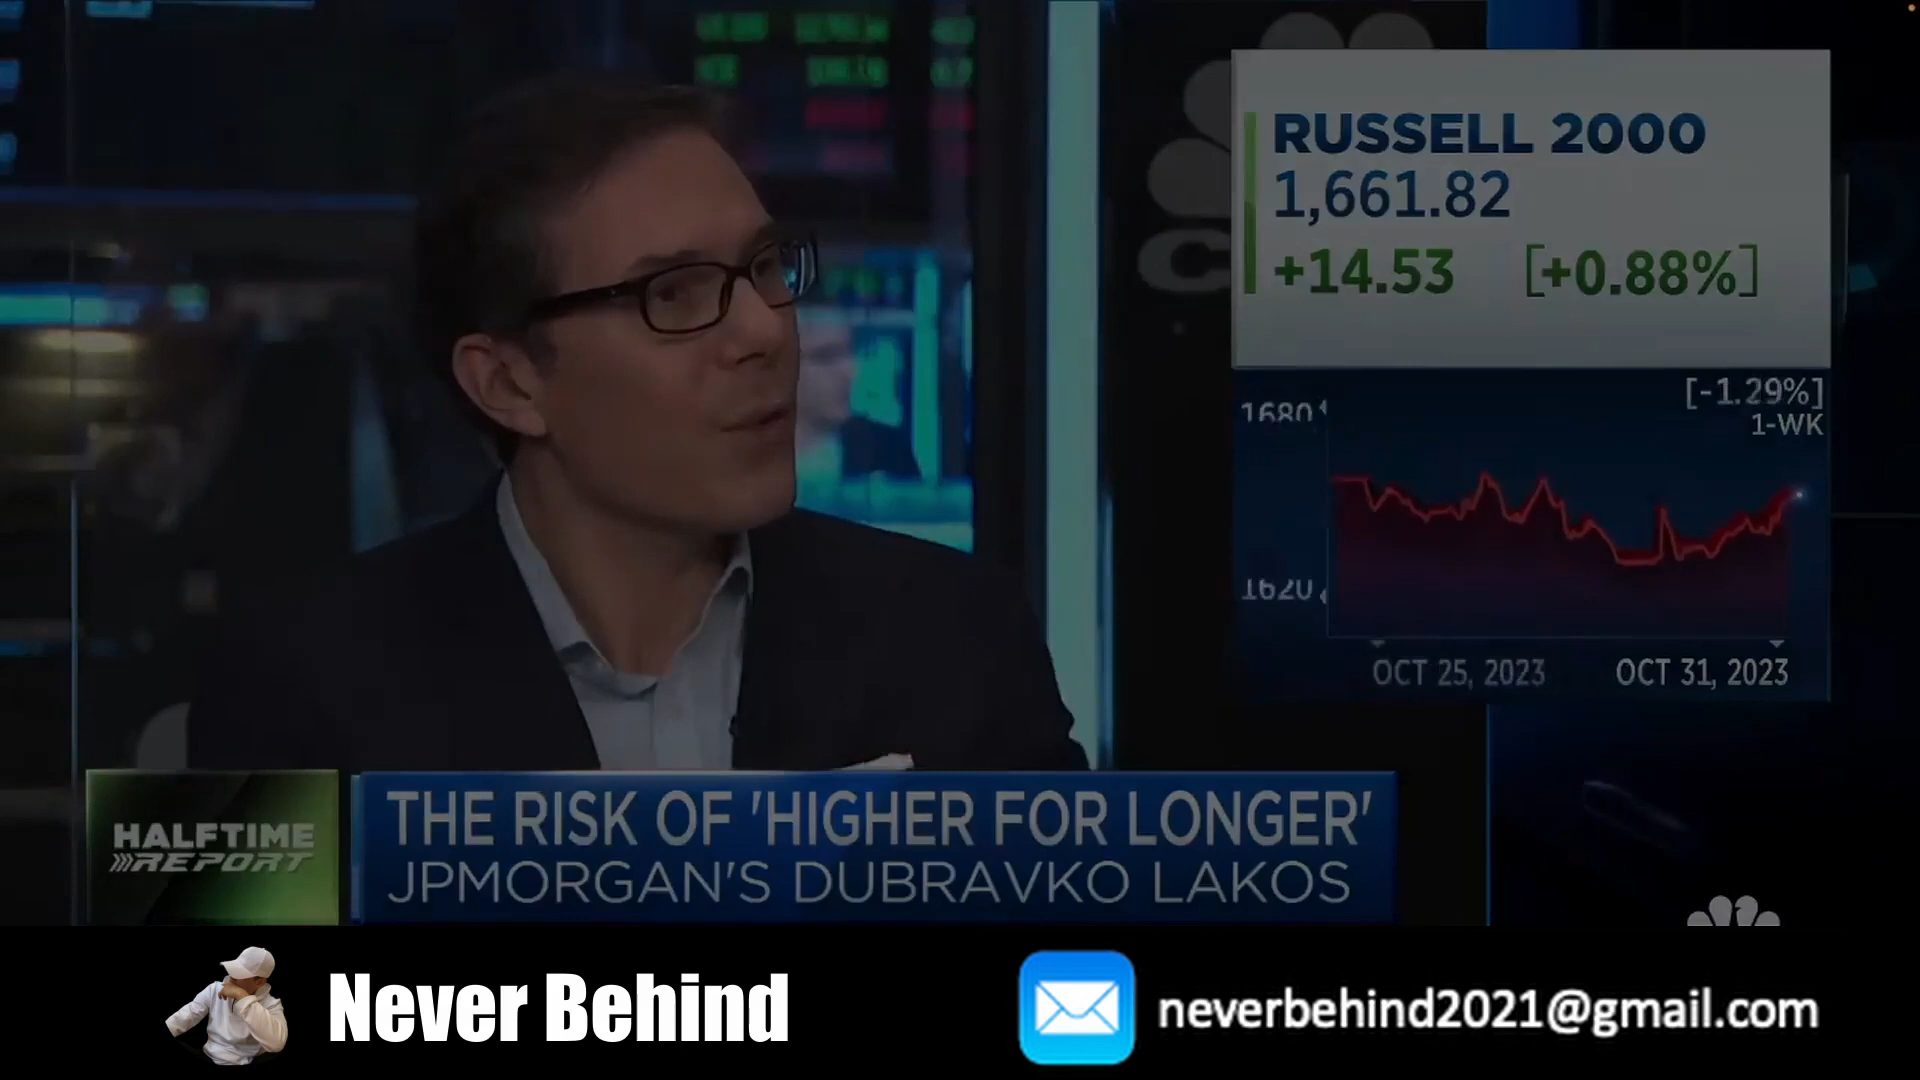 RUSSELL 2000
1,661.82
+14.53 [+0.88%]
[-1.29%]
1-WK
1680
1620
OCT 25, 2023 OCT 31, 2023
HALFTIME
REPORT
THE RISK OF 'HIGHER FOR LONGER'
JPMORGAN'S DUBRAVKO LAKOS
Never Behind
neverbehind2021@gmail.com